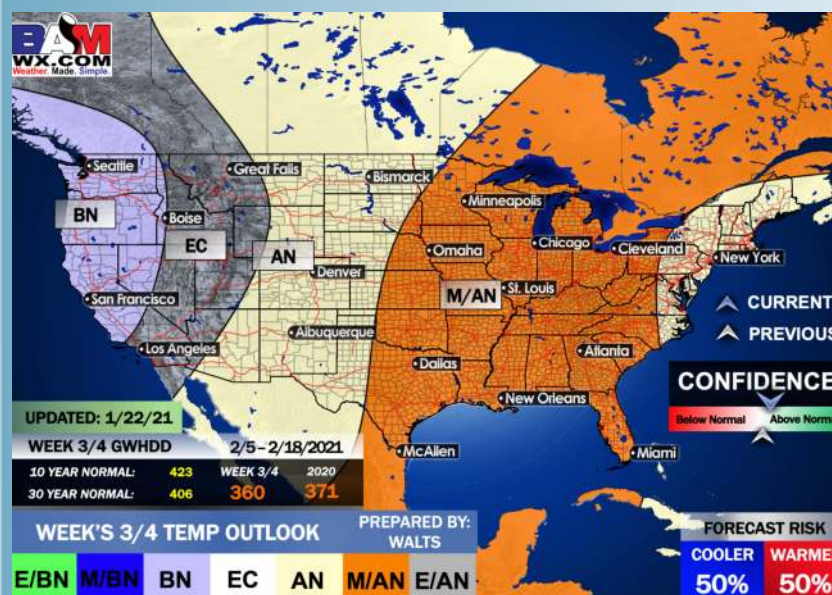 BAM
WX.COM
Weather. Made. Simple.
Seattle
Great Falls
Bismarck
Minneapolis
BN
Boise
EC
AN
Omaha
Chicago
Cleveland
New York
Denver
M/AN
St. Louis
San Francisco
CURRENT
PREVIOUS
Los Angeles
Albuquerque
Dallas
Atlanta
New Orleans
McAllen
Miami
CONFIDENCE
Below Normal
Above Norm
UPDATED: 1/22/21
WEEK 3/4 GWHDD 2/5–2/18/2021
10 YEAR NORMAL: 423 WEEK 3/4 2020
30 YEAR NORMAL: 406 360 371
WEEK'S 3/4 TEMP OUTLOOK
PREPARED BY:
WALTS
E/BN M/BN BN EC AN M/AN E/AN
FORECAST RISK
COOLER WARME
50% 50%